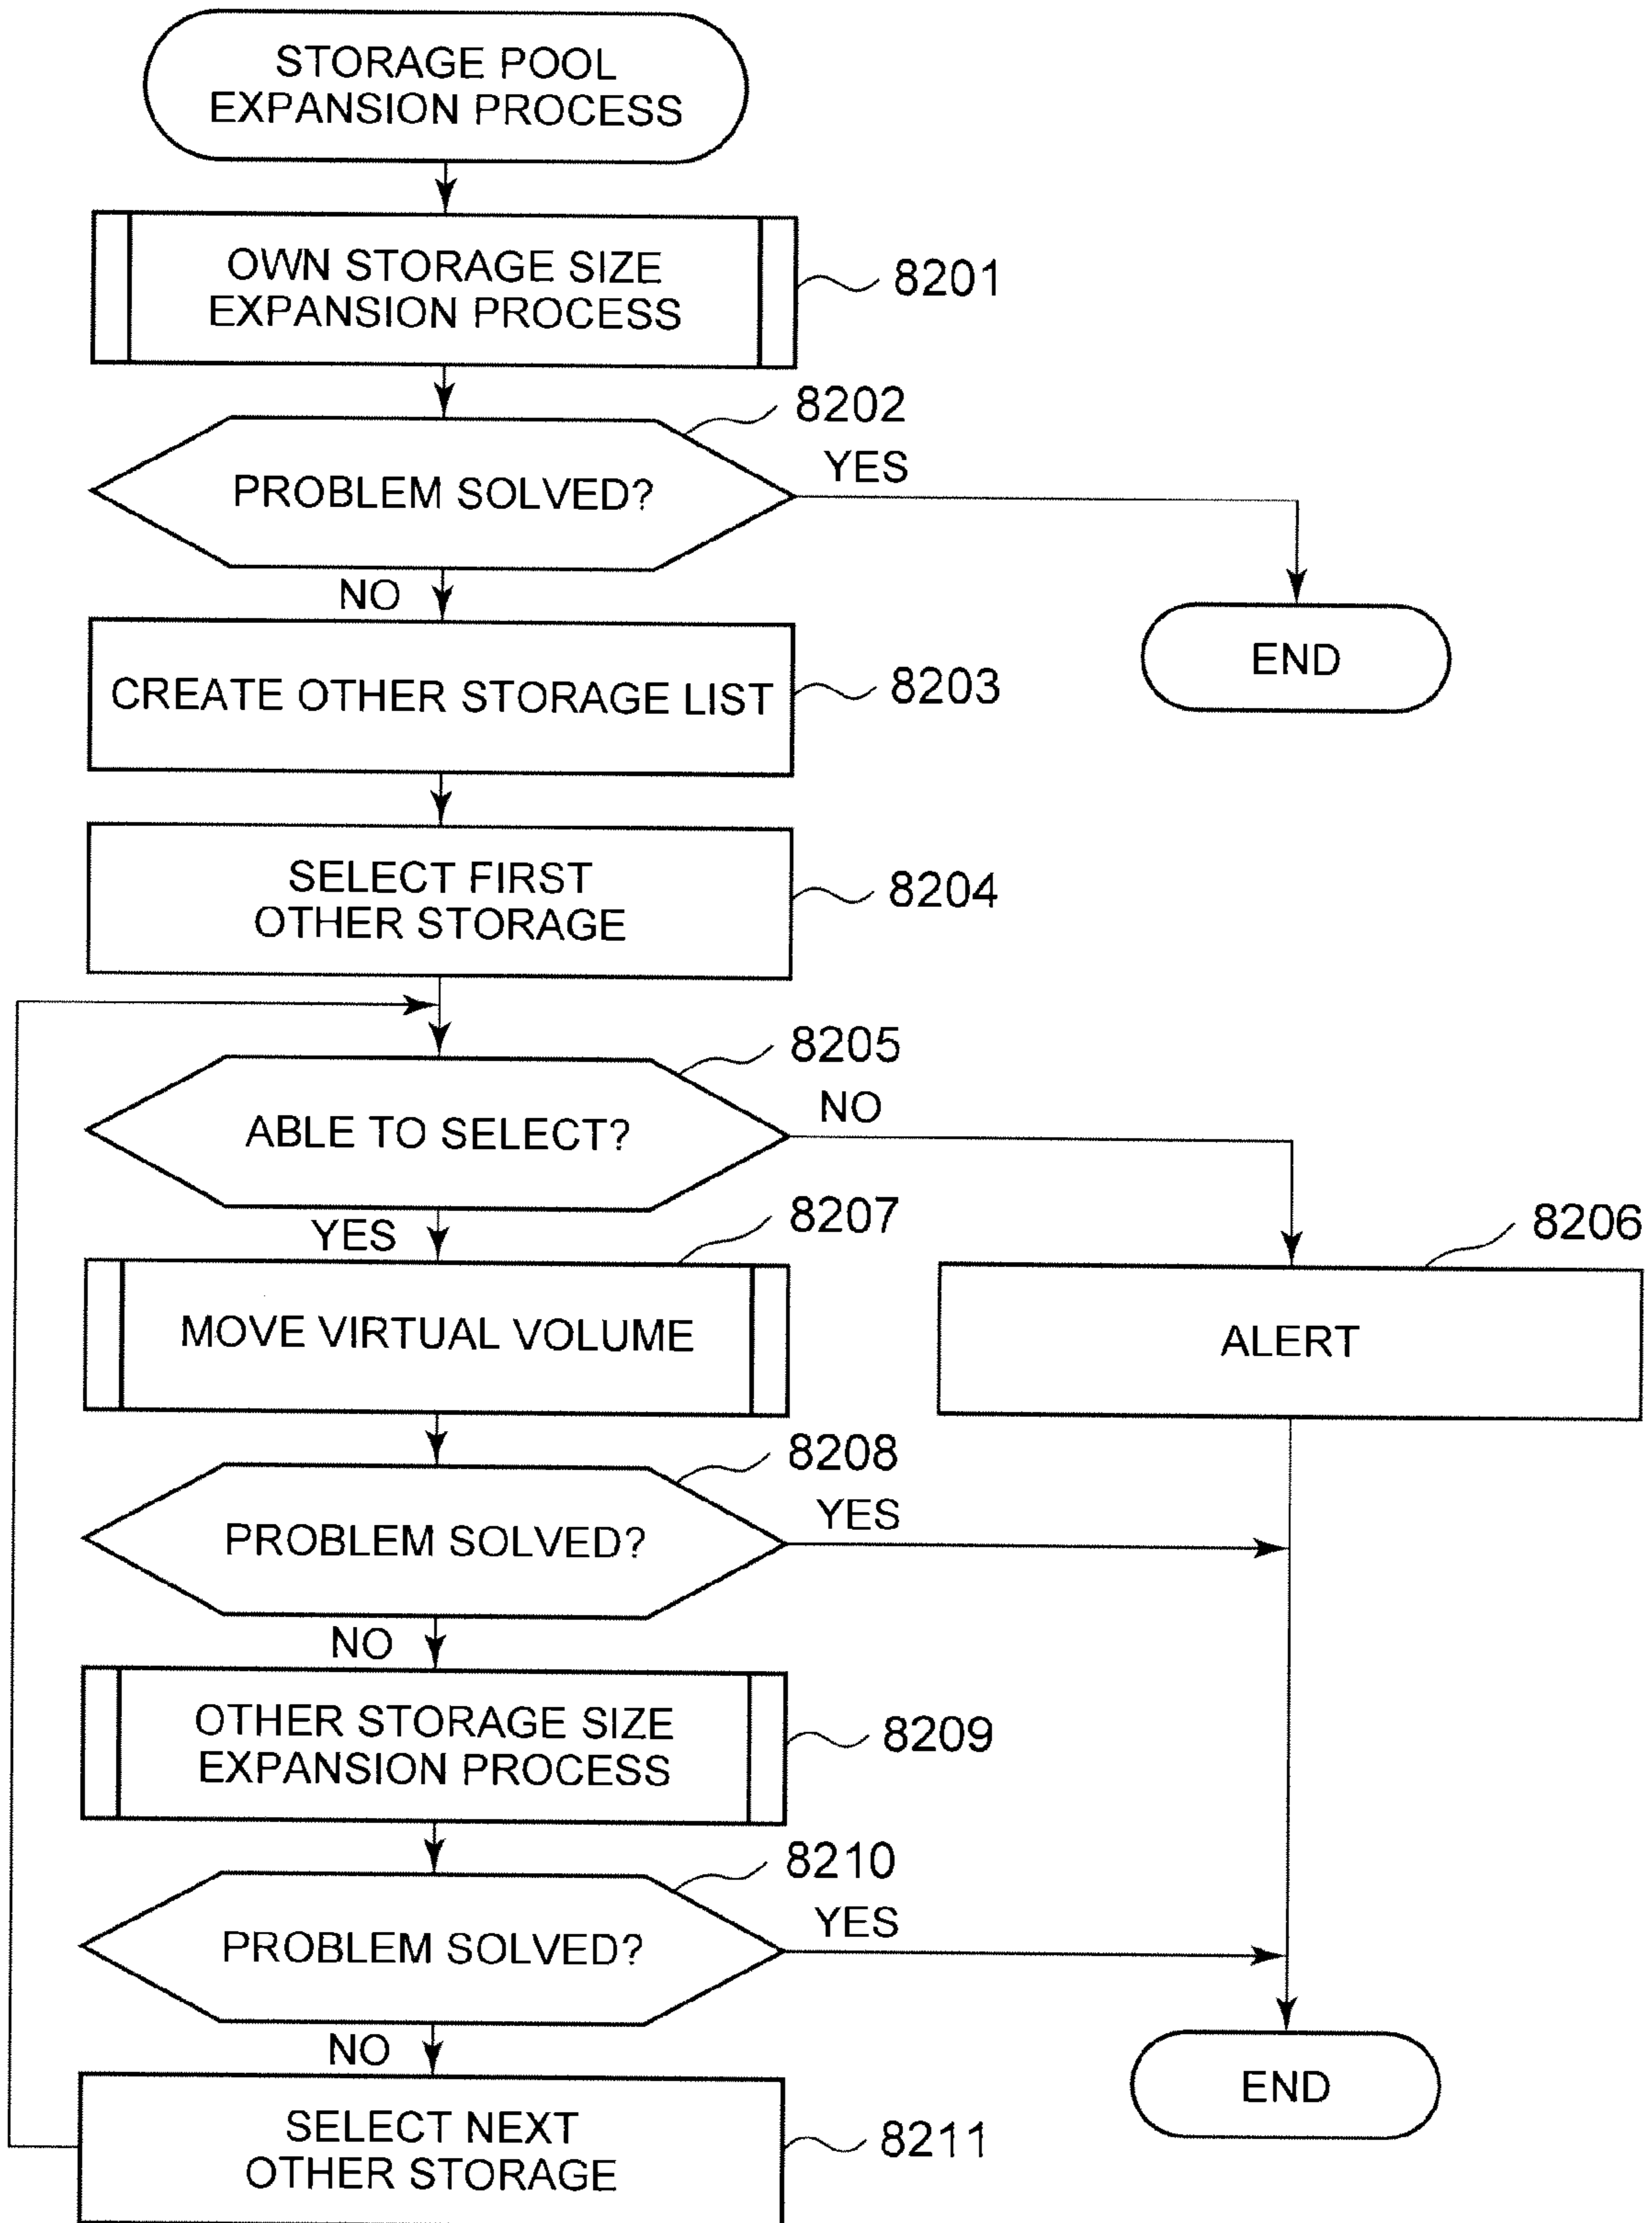 STORAGE POOL
EXPANSION PROCESS
OWN STORAGE SIZE
EXPANSION PROCESS
8201
8202
PROBLEM SOLVED?
YES
NO
END
CREATE OTHER STORAGE LIST
8203
SELECT FIRST
OTHER STORAGE
8204
8205
ABLE TO SELECT?
NO
YES
8207
8206
MOVE VIRTUAL VOLUME
ALERT
8208
PROBLEM SOLVED?
YES
NO
OTHER STORAGE SIZE
EXPANSION PROCESS
8209
8210
PROBLEM SOLVED?
YES
NO
END
SELECT NEXT
OTHER STORAGE
8211